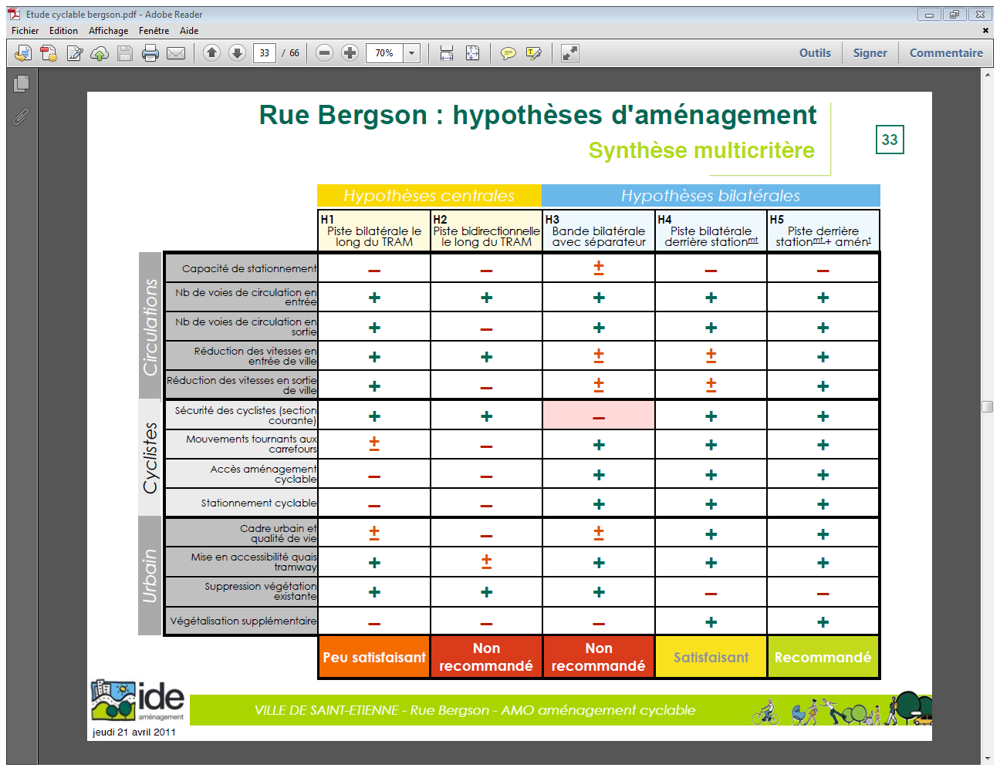 Etude cyclable bergson.pdf - Adobe Reader
Fichier Edition Affichage Fenêtre Aide
33 / 66 70% Outils Signer Commentaire
Rue Bergson : hypothèses d'aménagement
Synthèse multicritère
33
Hypothèses centrales Hypothèses bilatérales
H1 H2 H3 H4 H5
Piste bilatérale le Piste bidirectionnelle Bande bilatérale Piste bilatérale Piste derrière
long du TRAM le long du TRAM avec séparateur derrière stationmt stationmt+ amént
Circulations
Capacité de stationnement – – ± – –
Nb de voies de circulation en
entrée + + + + +
Nb de voies de circulation en
sortie + – + + +
Réduction des vitesses en
entrée de ville + + ± ± +
Réduction des vitesses en sortie
de ville + – ± ± +
Cyclistes
Sécurité des cyclistes (section
courante) + + – + +
Mouvements tournants aux
carrefours ± – + + +
Accès aménagement
cyclable – – + + +
Stationnement cyclable – – + + +
Urbain
Cadre urbain et
qualité de vie ± – ± + +
Mise en accessibilité quais
tramway + ± + + +
Suppression végétation
existante + + + – –
Végétalisation supplémentaire – – – + +
Peu satisfaisant Non recommandé Non recommandé Satisfaisant Recommandé
ide
aménagement
VILLE DE SAINT-ETIENNE - Rue Bergson - AMO aménagement cyclable
jeudi 21 avril 2011